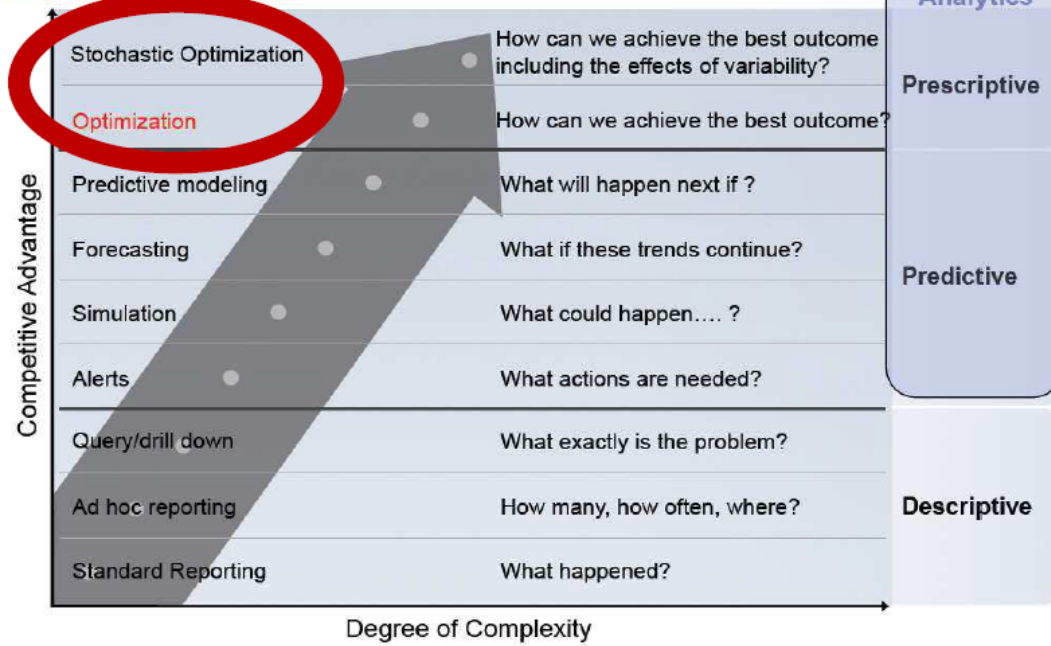 Analytics
Stochastic Optimization
How can we achieve the best outcome
including the effects of variability?
Prescriptive
Optimization
How can we achieve the best outcome?
Predictive modeling
What will happen next if ?
Forecasting
What if these trends continue?
Predictive
Simulation
What could happen.... ?
Alerts
What actions are needed?
Query/drill down
What exactly is the problem?
Ad hoc reporting
How many, how often, where?
Descriptive
Standard Reporting
What happened?
Competitive Advantage
Degree of Complexity